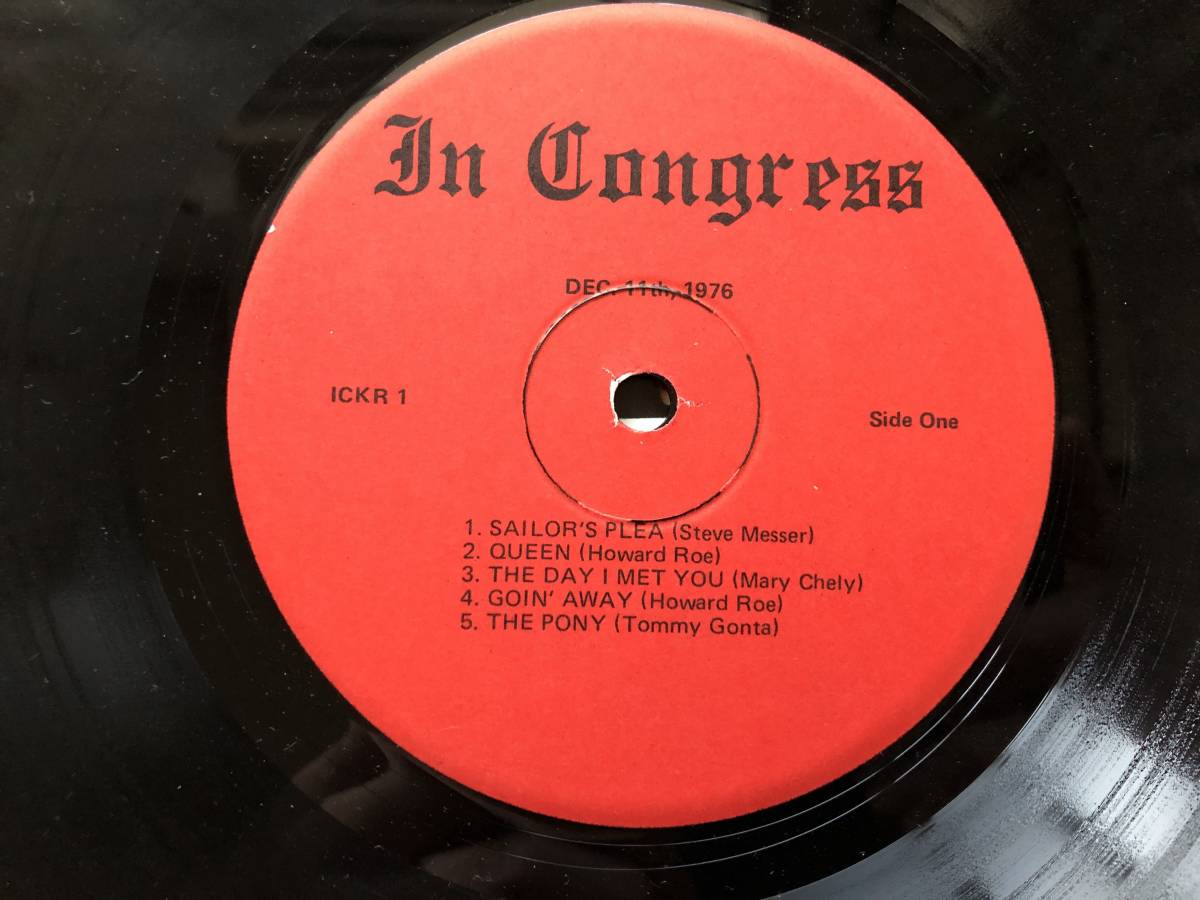 In Congress
DEC. 11th, 1976
ICKR 1
Side One
1. SAILOR'S PLEA (Steve Messer)
2. QUEEN (Howard Roe)
3. THE DAY I MET YOU (Mary Chely)
4. GOIN' AWAY (Howard Roe)
5. THE PONY (Tommy Gonta)